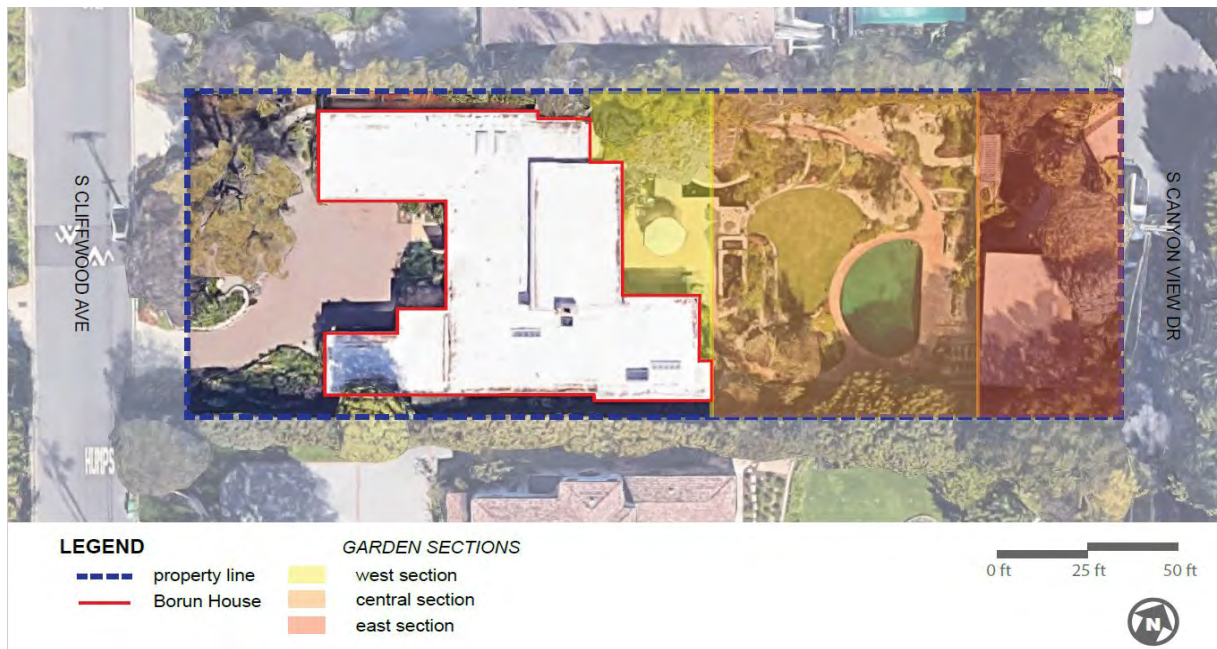 S CLIFFWOOD AVE
S CANYON VIEW DR
HUMPS
LEGEND
property line
Borun House
GARDEN SECTIONS
west section
central section
east section
0 ft 25 ft 50 ft
N